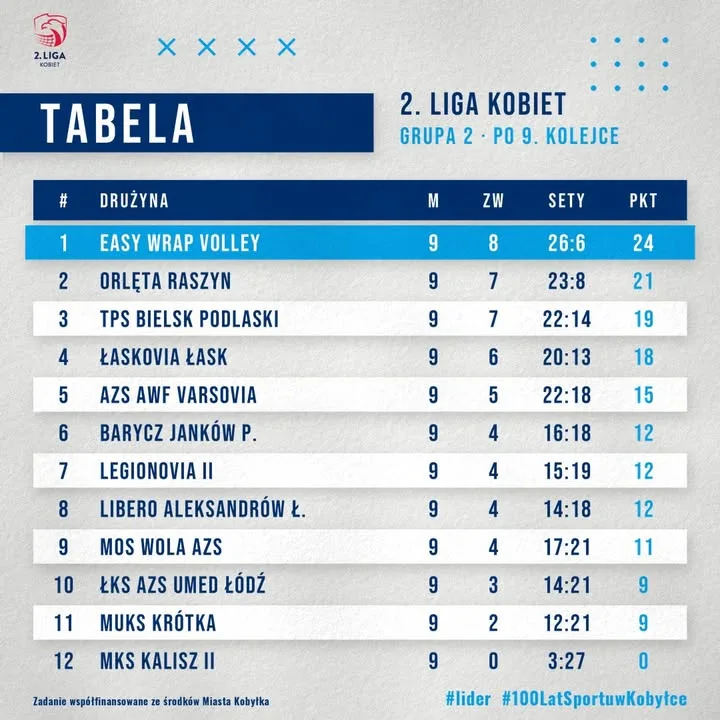 2.LIGA
KOBIET
TABELA
2. LIGA KOBIET
GRUPA 2 · PO 9. KOLEJCE
# DRUŻYNA M ZW SETY PKT
1 EASY WRAP VOLLEY 9 8 26:6 24
2 ORLĘTA RASZYN 9 7 23:8 21
3 TPS BIELSK PODLASKI 9 7 22:14 19
4 ŁASKOVIA ŁASK 9 6 20:13 18
5 AZS AWF VARSOVIA 9 5 22:18 15
6 BARYCZ JANKÓW P. 9 4 16:18 12
7 LEGIONOVIA II 9 4 15:19 12
8 LIBERO ALEKSANDRÓW Ł. 9 4 14:18 12
9 MOS WOLA AZS 9 4 17:21 11
10 ŁKS AZS UMED ŁÓDŹ 9 3 14:21 9
11 MUKS KRÓTKA 9 2 12:21 9
12 MKS KALISZ II 9 0 3:27 0
Zadanie współfinansowane ze środków Miasta Kobyłka
#lider #100LatSportuwKobyłce